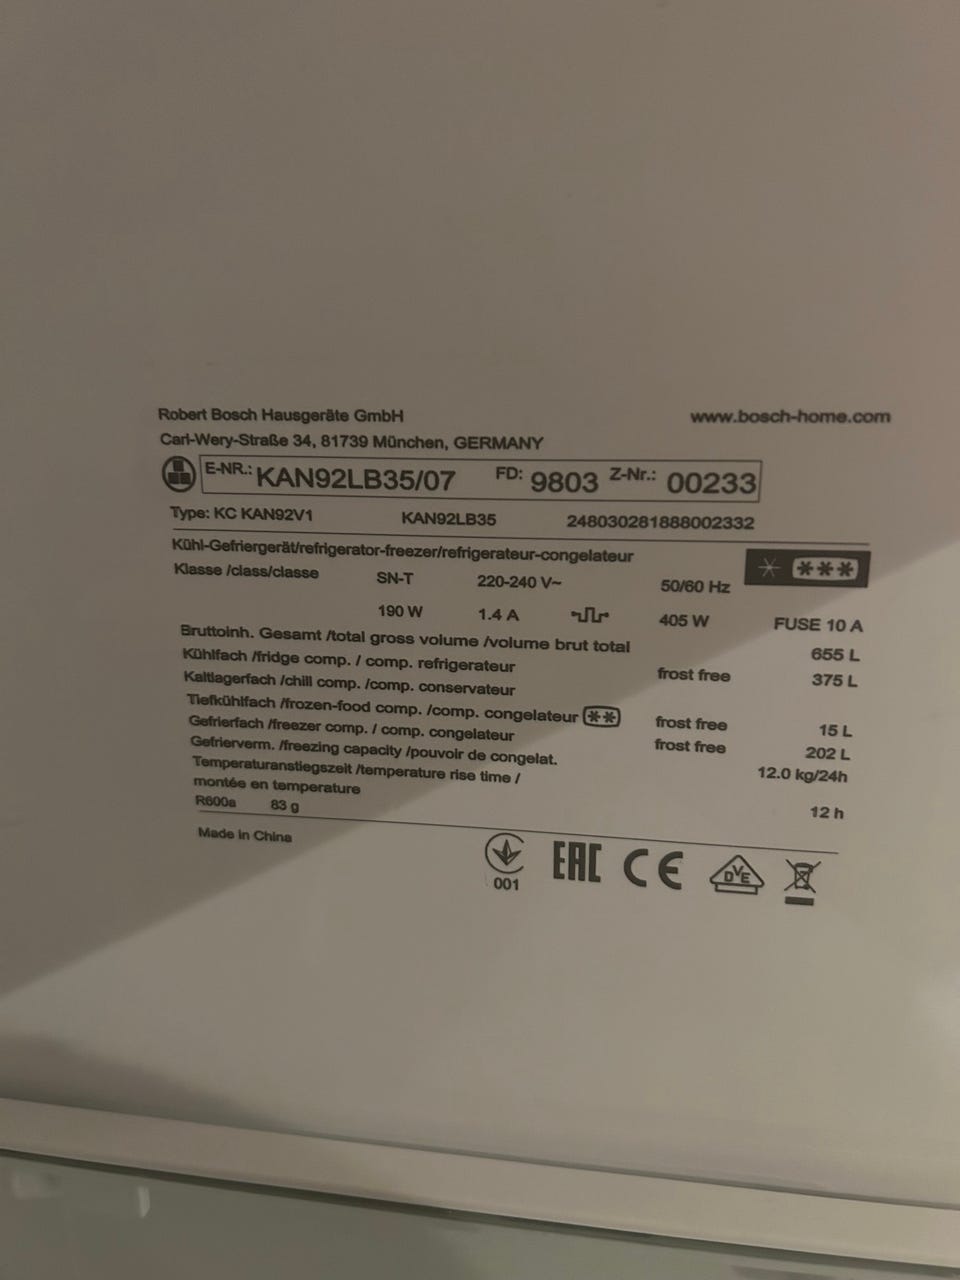 Robert Bosch Hausgeräte GmbH www.bosch-home.com
Carl-Wery-Straße 34, 81739 München, GERMANY
E-NR.: KAN92LB35/07 FD: 9803 Z-Nr.: 00233
Type: KC KAN92V1 KAN92LB35 248030281888002332
Kühl-Gefriergerät/refrigerator-freezer/refrigerateur-congelateur
Klasse /class/classe SN-T 220-240 V~ 50/60 Hz
190 W 1.4 A 405 W FUSE 10 A
Bruttoinh. Gesamt /total gross volume /volume brut total 655 L
Kühlfach /fridge comp. / comp. refrigerateur frost free 375 L
Kaltlagerfach /chill comp. /comp. conservateur
Tiefkühlfach /frozen-food comp. /comp. congelateur ** frost free 15 L
Gefrierfach /freezer comp. / comp. congelateur frost free 202 L
Gefrierverm. /freezing capacity /pouvoir de congelat. 12.0 kg/24h
Temperaturanstiegszeit /temperature rise time /
montée en temperature 12 h
R600a 83 g
Made in China
001 EAC CE DVE